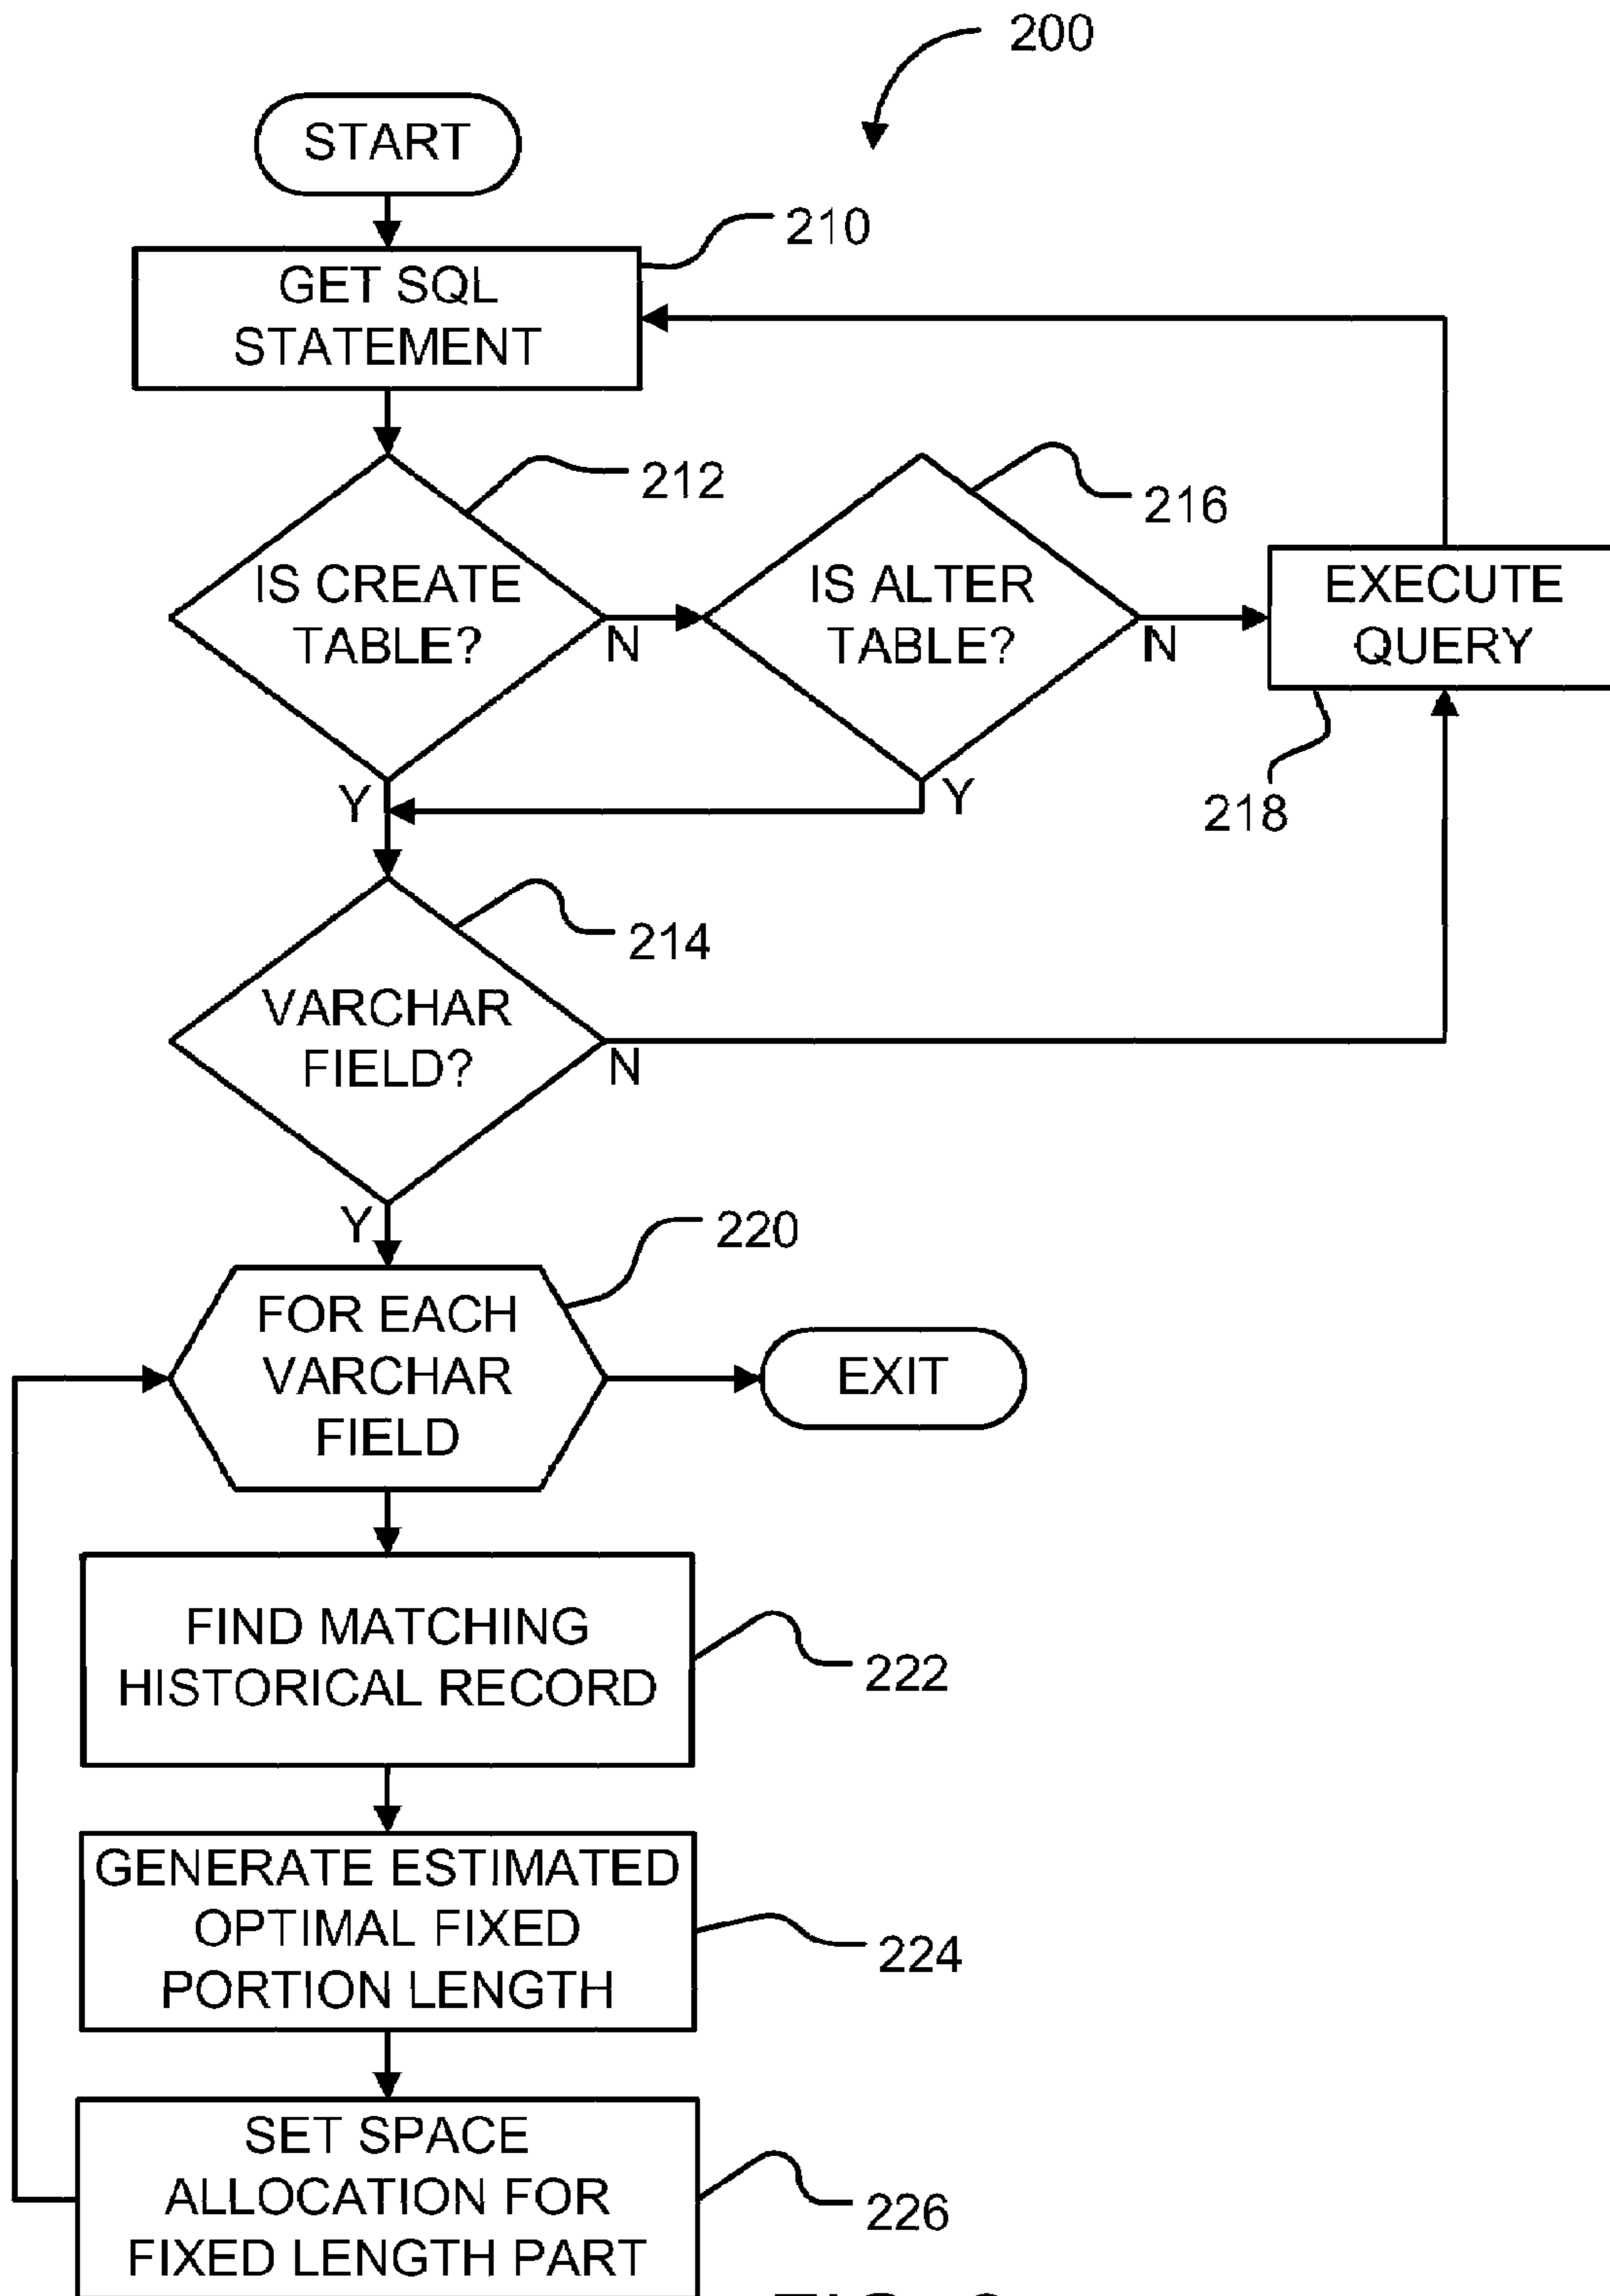 200
START
210
GET SQL
STATEMENT
212
216
IS CREATE
TABLE?
N
IS ALTER
TABLE?
N
EXECUTE
QUERY
Y
Y
218
214
VARCHAR
FIELD?
N
Y
220
FOR EACH
VARCHAR
FIELD
EXIT
FIND MATCHING
HISTORICAL RECORD
222
GENERATE ESTIMATED
OPTIMAL FIXED
PORTION LENGTH
224
SET SPACE
ALLOCATION FOR
FIXED LENGTH PART
226